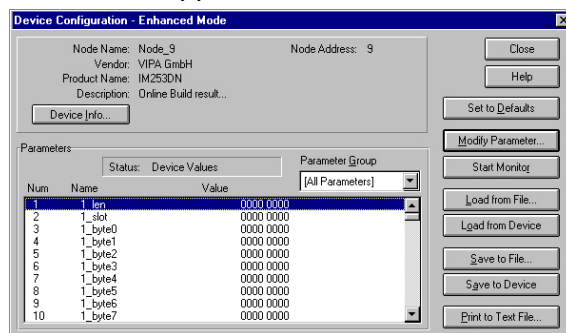 Device Configuration - Enhanced Mode
Node Name: Node_9 Node Address: 9
Vendor: VIPA GmbH
Product Name: IM253DN
Description: Online Build result...
Device Info...
Parameters
Status: Device Values
Parameter Group
[All Parameters]
Num Name Value
1 1_len 0000 0000
2 1_slot 0000 0000
3 1_byte0 0000 0000
4 1_byte1 0000 0000
5 1_byte2 0000 0000
6 1_byte3 0000 0000
7 1_byte4 0000 0000
8 1_byte5 0000 0000
9 1_byte6 0000 0000
10 1_byte7 0000 0000
Close
Help
Set to Defaults
Modify Parameter...
Start Monitor
Load from File...
Load from Device
Save to File...
Save to Device
Print to Text File...